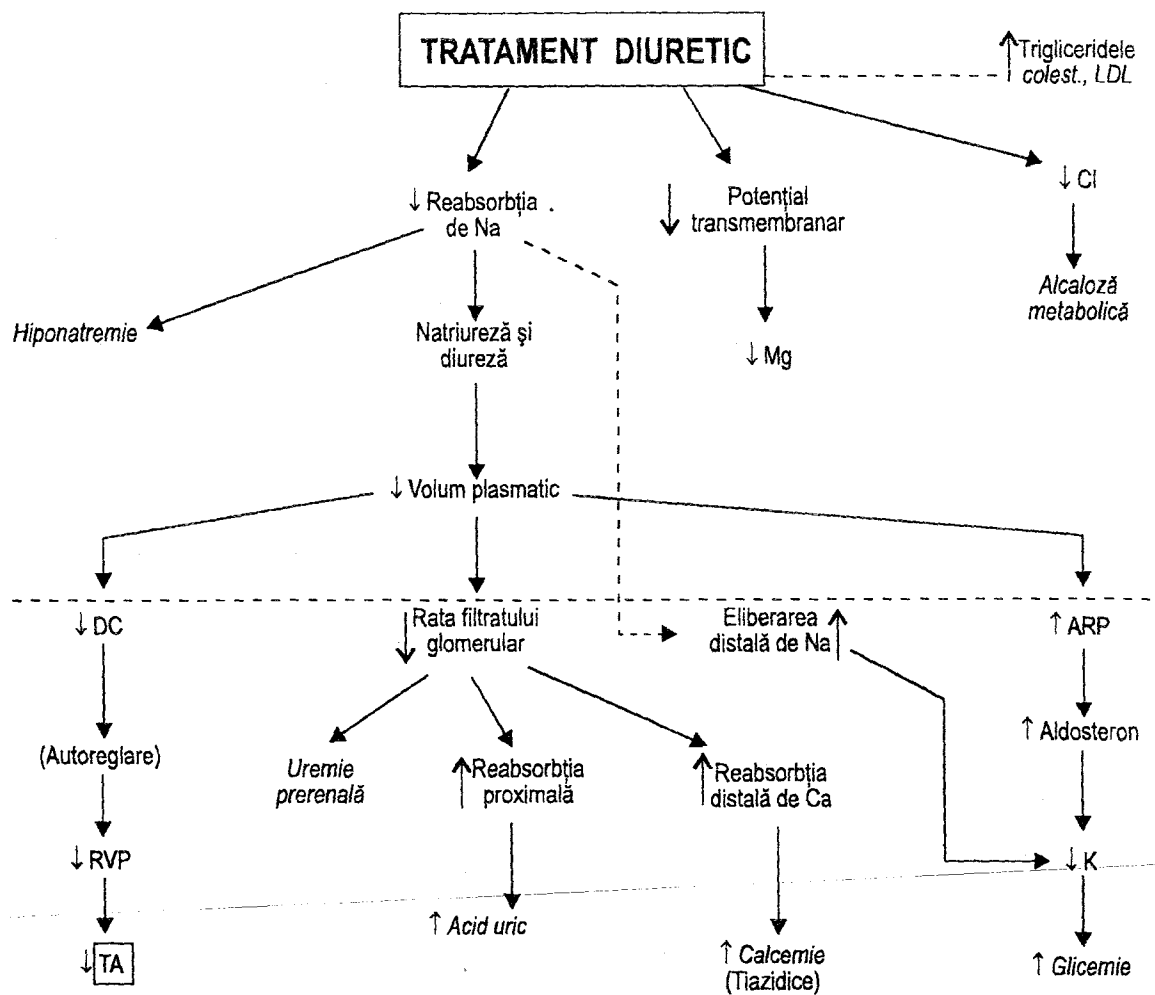 TRATAMENT DIURETIC
↑ Trigliceridele
colest., LDL
↓ Reabsorbția
de Na
↓ Potențial
transmembranar
↓ Cl
Hiponatremie
Natriureză și
diureză
↓ Mg
Alcaloză
metabolică
↓ Volum plasmatic
↓ DC
↓ Rata filtratului
glomerular
Eliberarea
distală de Na ↑
↑ ARP
(Autoreglare)
Uremie
prerenală
↑ Reabsorbția
proximală
↑ Reabsorbția
distală de Ca
↑ Aldosteron
↓ RVP
↓ K
↓ TA
↑ Acid uric
↑ Calcemie
(Tiazidice)
↑ Glicemie